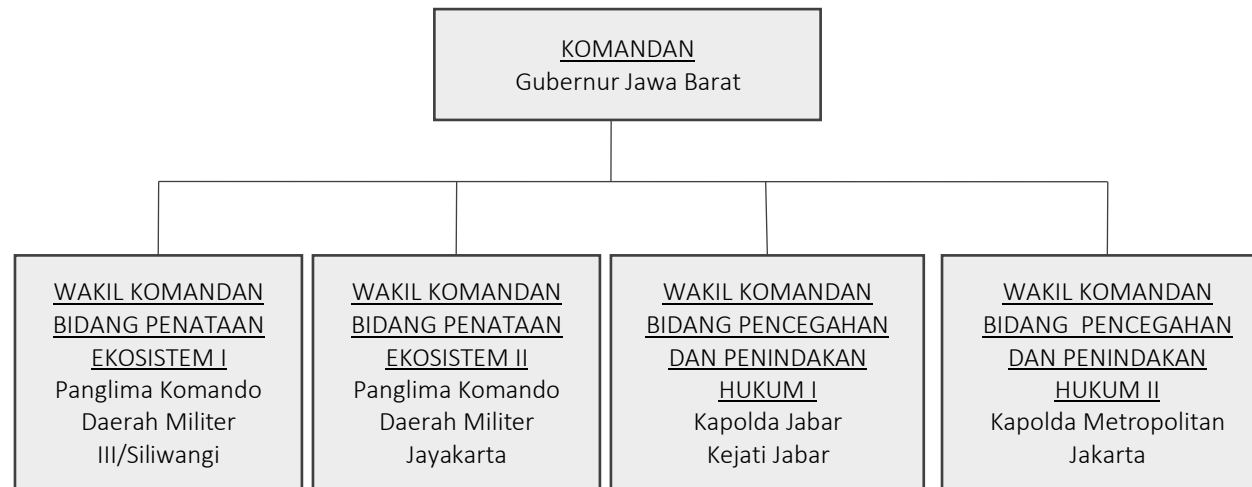 KOMANDAN
Gubernur Jawa Barat
WAKIL KOMANDAN
BIDANG PENATAAN
EKOSISTEM I
Panglima Komando
Daerah Militer
III/Siliwangi
WAKIL KOMANDAN
BIDANG PENATAAN
EKOSISTEM II
Panglima Komando
Daerah Militer
Jayakarta
WAKIL KOMANDAN
BIDANG PENCEGAHAN
DAN PENINDAKAN
HUKUM I
Kapolda Jabar
Kejati Jabar
WAKIL KOMANDAN
BIDANG PENCEGAHAN
DAN PENINDAKAN
HUKUM II
Kapolda Metropolitan
Jakarta